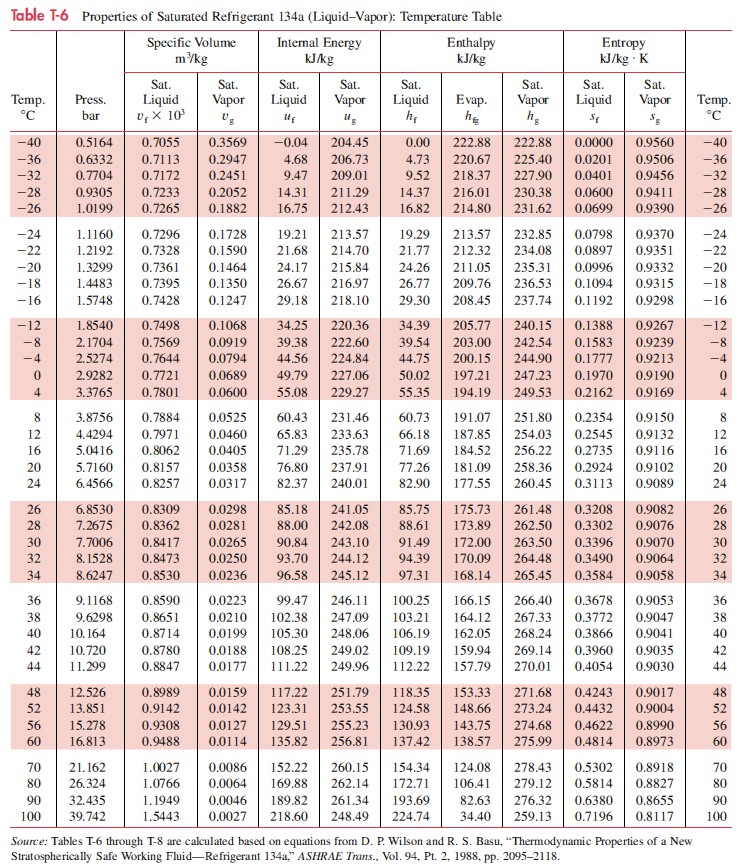 Table T-6 Properties of Saturated Refrigerant 134a (Liquid–Vapor): Temperature Table
Specific Volume Internal Energy Enthalpy Entropy
m³/kg kJ/kg kJ/kg kJ/kg · K
Sat. Sat. Sat. Sat. Sat. Sat. Sat. Sat.
Temp. Press. Liquid Vapor Liquid Vapor Liquid Evap. Vapor Liquid Vapor Temp.
°C bar vf × 10³ vg uf ug hf hfg hg sf sg °C
−40 0.5164 0.7055 0.3569 −0.04 204.45 0.00 222.88 222.88 0.0000 0.9560 −40
−36 0.6332 0.7113 0.2947 4.68 206.73 4.73 220.67 225.40 0.0201 0.9506 −36
−32 0.7704 0.7172 0.2451 9.47 209.01 9.52 218.37 227.90 0.0401 0.9456 −32
−28 0.9305 0.7233 0.2052 14.31 211.29 14.37 216.01 230.38 0.0600 0.9411 −28
−26 1.0199 0.7265 0.1882 16.75 212.43 16.82 214.80 231.62 0.0699 0.9390 −26
−24 1.1160 0.7296 0.1728 19.21 213.57 19.29 213.57 232.85 0.0798 0.9370 −24
−22 1.2192 0.7328 0.1590 21.68 214.70 21.77 212.32 234.08 0.0897 0.9351 −22
−20 1.3299 0.7361 0.1464 24.17 215.84 24.26 211.05 235.31 0.0996 0.9332 −20
−18 1.4483 0.7395 0.1350 26.67 216.97 26.77 209.76 236.53 0.1094 0.9315 −18
−16 1.5748 0.7428 0.1247 29.18 218.10 29.30 208.45 237.74 0.1192 0.9298 −16
−12 1.8540 0.7498 0.1068 34.25 220.36 34.39 205.77 240.15 0.1388 0.9267 −12
−8 2.1704 0.7569 0.0919 39.38 222.60 39.54 203.00 242.54 0.1583 0.9239 −8
−4 2.5274 0.7644 0.0794 44.56 224.84 44.75 200.15 244.90 0.1777 0.9213 −4
0 2.9282 0.7721 0.0689 49.79 227.06 50.02 197.21 247.23 0.1970 0.9190 0
4 3.3765 0.7801 0.0600 55.08 229.27 55.35 194.19 249.53 0.2162 0.9169 4
8 3.8756 0.7884 0.0525 60.43 231.46 60.73 191.07 251.80 0.2354 0.9150 8
12 4.4294 0.7971 0.0460 65.83 233.63 66.18 187.85 254.03 0.2545 0.9132 12
16 5.0416 0.8062 0.0405 71.29 235.78 71.69 184.52 256.22 0.2735 0.9116 16
20 5.7160 0.8157 0.0358 76.80 237.91 77.26 181.09 258.36 0.2924 0.9102 20
24 6.4566 0.8257 0.0317 82.37 240.01 82.90 177.55 260.45 0.3113 0.9089 24
26 6.8530 0.8309 0.0298 85.18 241.05 85.75 175.73 261.48 0.3208 0.9082 26
28 7.2675 0.8362 0.0281 88.00 242.08 88.61 173.89 262.50 0.3302 0.9076 28
30 7.7006 0.8417 0.0265 90.84 243.10 91.49 172.00 263.50 0.3396 0.9070 30
32 8.1528 0.8473 0.0250 93.70 244.12 94.39 170.09 264.48 0.3490 0.9064 32
34 8.6247 0.8530 0.0236 96.58 245.12 97.31 168.14 265.45 0.3584 0.9058 34
36 9.1168 0.8590 0.0223 99.47 246.11 100.25 166.15 266.40 0.3678 0.9053 36
38 9.6298 0.8651 0.0210 102.38 247.09 103.21 164.12 267.33 0.3772 0.9047 38
40 10.164 0.8714 0.0199 105.30 248.06 106.19 162.05 268.24 0.3866 0.9041 40
42 10.720 0.8780 0.0188 108.25 249.02 109.19 159.94 269.14 0.3960 0.9035 42
44 11.299 0.8847 0.0177 111.22 249.96 112.22 157.79 270.01 0.4054 0.9030 44
48 12.526 0.8989 0.0159 117.22 251.79 118.35 153.33 271.68 0.4243 0.9017 48
52 13.851 0.9142 0.0142 123.31 253.55 124.58 148.66 273.24 0.4432 0.9004 52
56 15.278 0.9308 0.0127 129.51 255.23 130.93 143.75 274.68 0.4622 0.8990 56
60 16.813 0.9488 0.0114 135.82 256.81 137.42 138.57 275.99 0.4814 0.8973 60
70 21.162 1.0027 0.0086 152.22 260.15 154.34 124.08 278.43 0.5302 0.8918 70
80 26.324 1.0766 0.0064 169.88 262.14 172.71 106.41 279.12 0.5814 0.8827 80
90 32.435 1.1949 0.0046 189.82 261.34 193.69 82.63 276.32 0.6380 0.8655 90
100 39.742 1.5443 0.0027 218.60 248.49 224.74 34.40 259.13 0.7196 0.8117 100
Source: Tables T-6 through T-8 are calculated based on equations from D. P. Wilson and R. S. Basu, “Thermodynamic Properties of a New
Stratospherically Safe Working Fluid—Refrigerant 134a,” ASHRAE Trans., Vol. 94, Pt. 2, 1988, pp. 2095–2118.